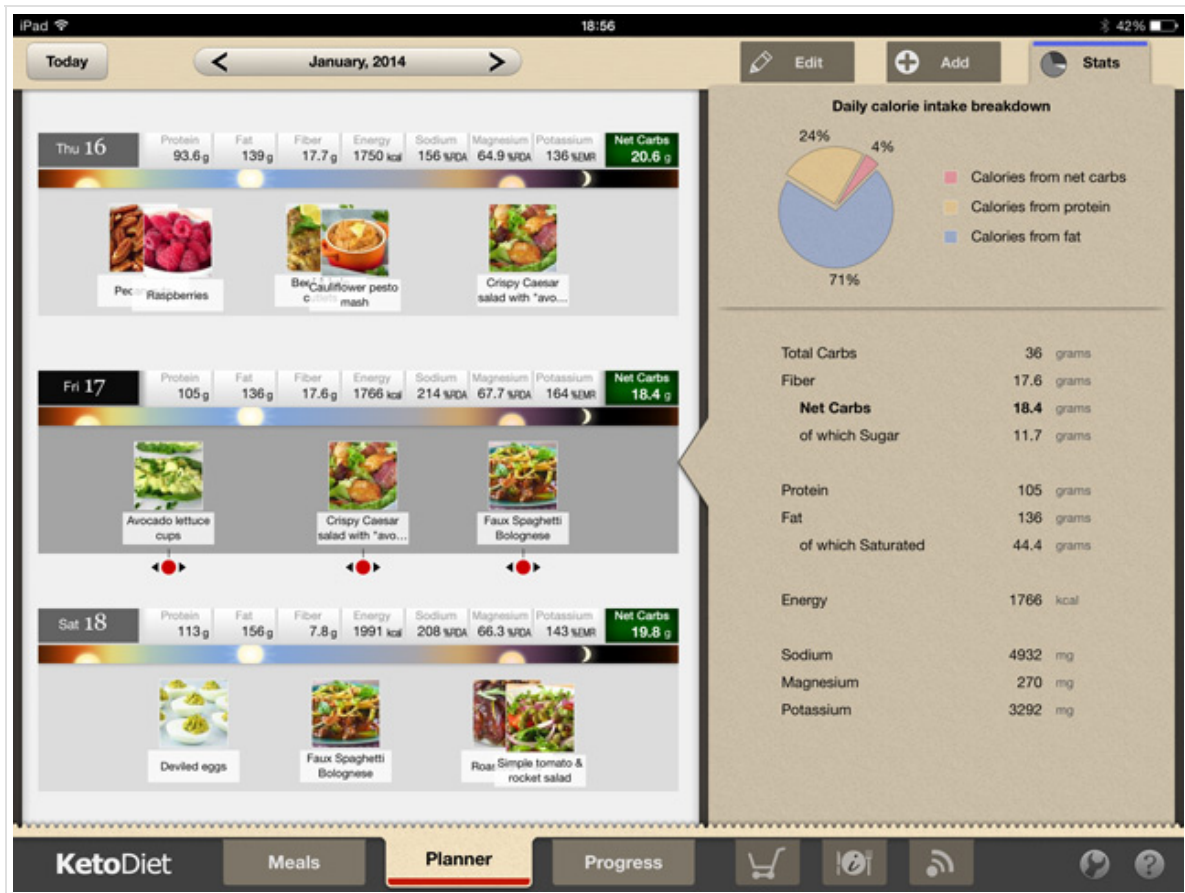 iPad 18:56 42%
Today
January, 2014
Edit
Add
Stats
Thu 16
Protein Fat Fiber Energy Sodium Magnesium Potassium Net Carbs
93.6 g 139 g 17.7 g 1750 kcal 156 %RDA 64.9 %RDA 136 %EMR 20.6 g
Raspberries
Cauliflower pesto
mash
Crispy Caesar
salad with "avo...
Fri 17
Protein Fat Fiber Energy Sodium Magnesium Potassium Net Carbs
105 g 136 g 17.6 g 1766 kcal 214 %RDA 67.7 %RDA 164 %EMR 18.4 g
Avocado lettuce
cups
Crispy Caesar
salad with "avo...
Faux Spaghetti
Bolognese
Sat 18
Protein Fat Fiber Energy Sodium Magnesium Potassium Net Carbs
113 g 156 g 7.8 g 1991 kcal 208 %RDA 66.3 %RDA 143 %EMR 19.8 g
Deviled eggs
Faux Spaghetti
Bolognese
Simple tomato &
rocket salad
Daily calorie intake breakdown
24%
4%
71%
Calories from net carbs
Calories from protein
Calories from fat
Total Carbs 36 grams
Fiber 17.6 grams
Net Carbs 18.4 grams
of which Sugar 11.7 grams
Protein 105 grams
Fat 136 grams
of which Saturated 44.4 grams
Energy 1766 kcal
Sodium 4932 mg
Magnesium 270 mg
Potassium 3292 mg
KetoDiet
Meals
Planner
Progress